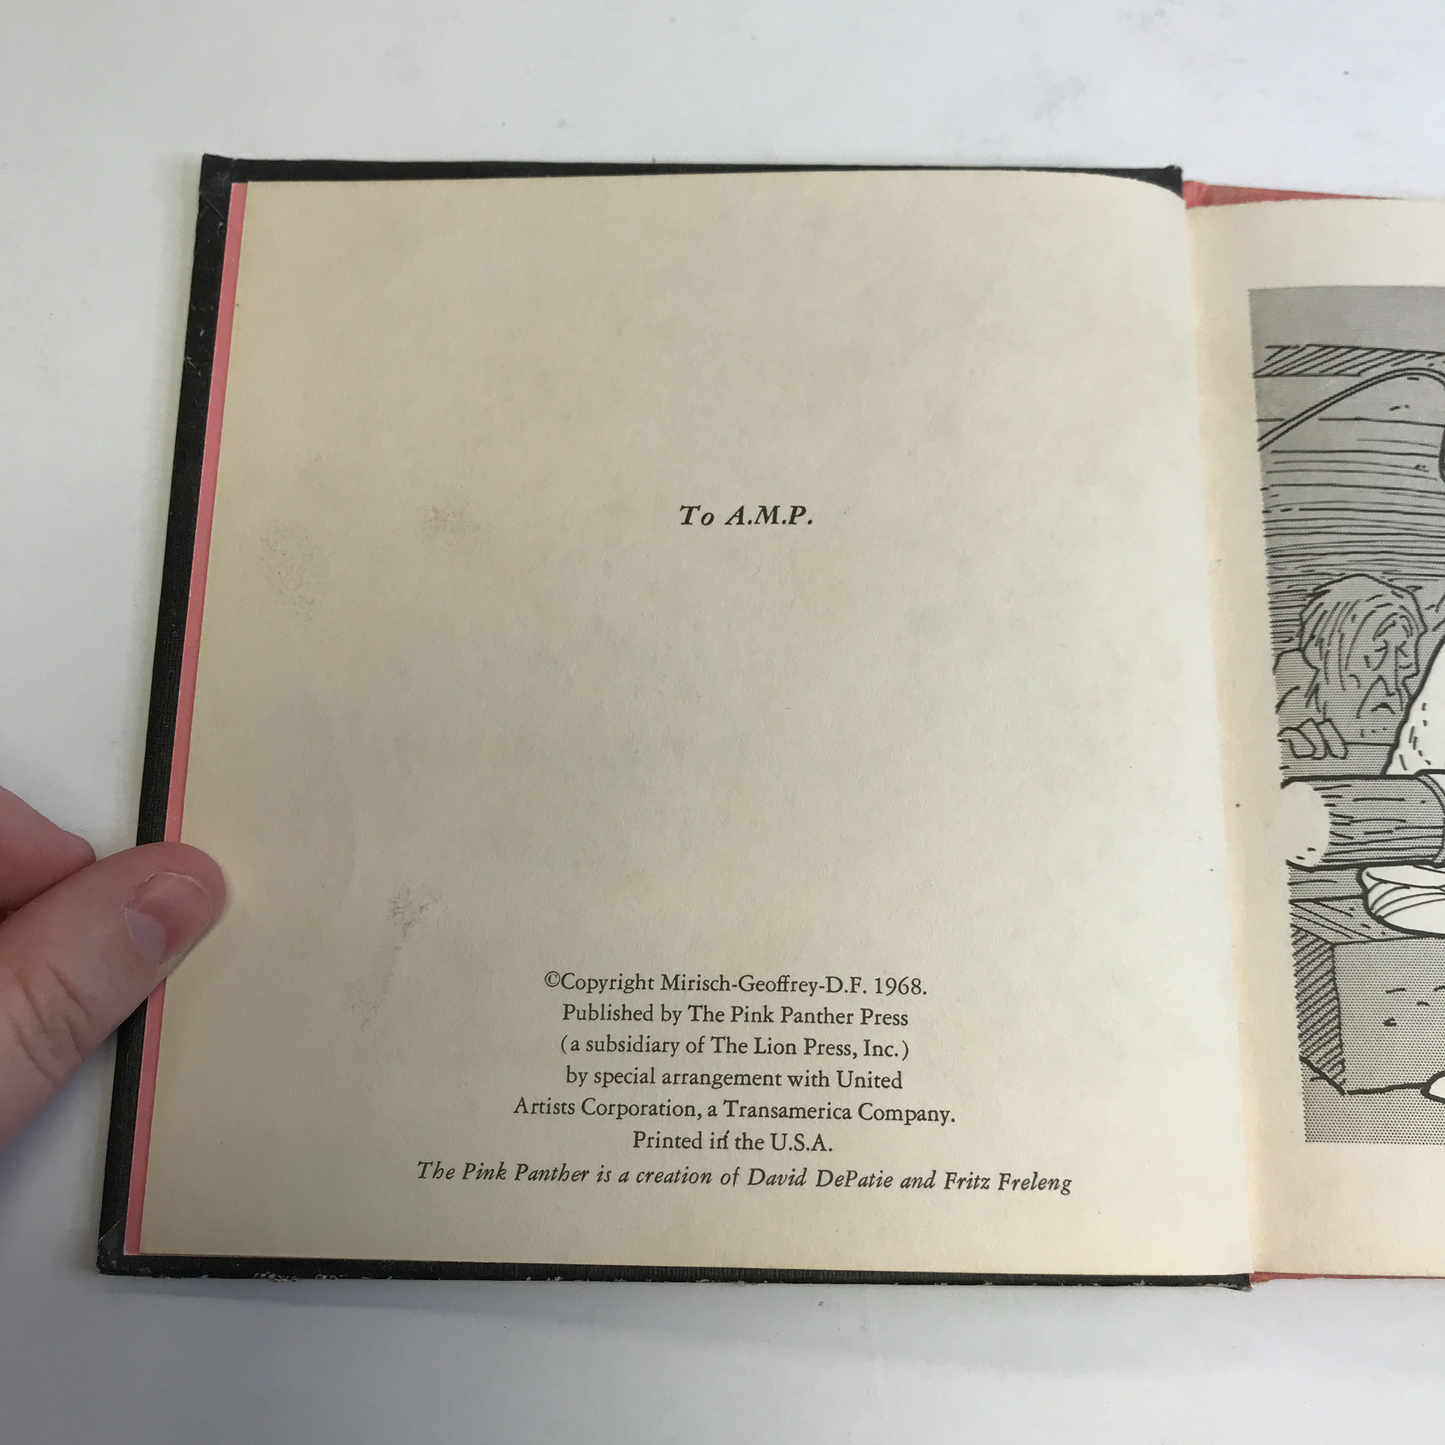 To A.M.P.
©Copyright Mirisch-Geoffrey-D.F. 1968.
Published by The Pink Panther Press
(a subsidiary of The Lion Press, Inc.)
by special arrangement with United
Artists Corporation, a Transamerica Company.
Printed in the U.S.A.
The Pink Panther is a creation of David DePatie and Fritz Freleng